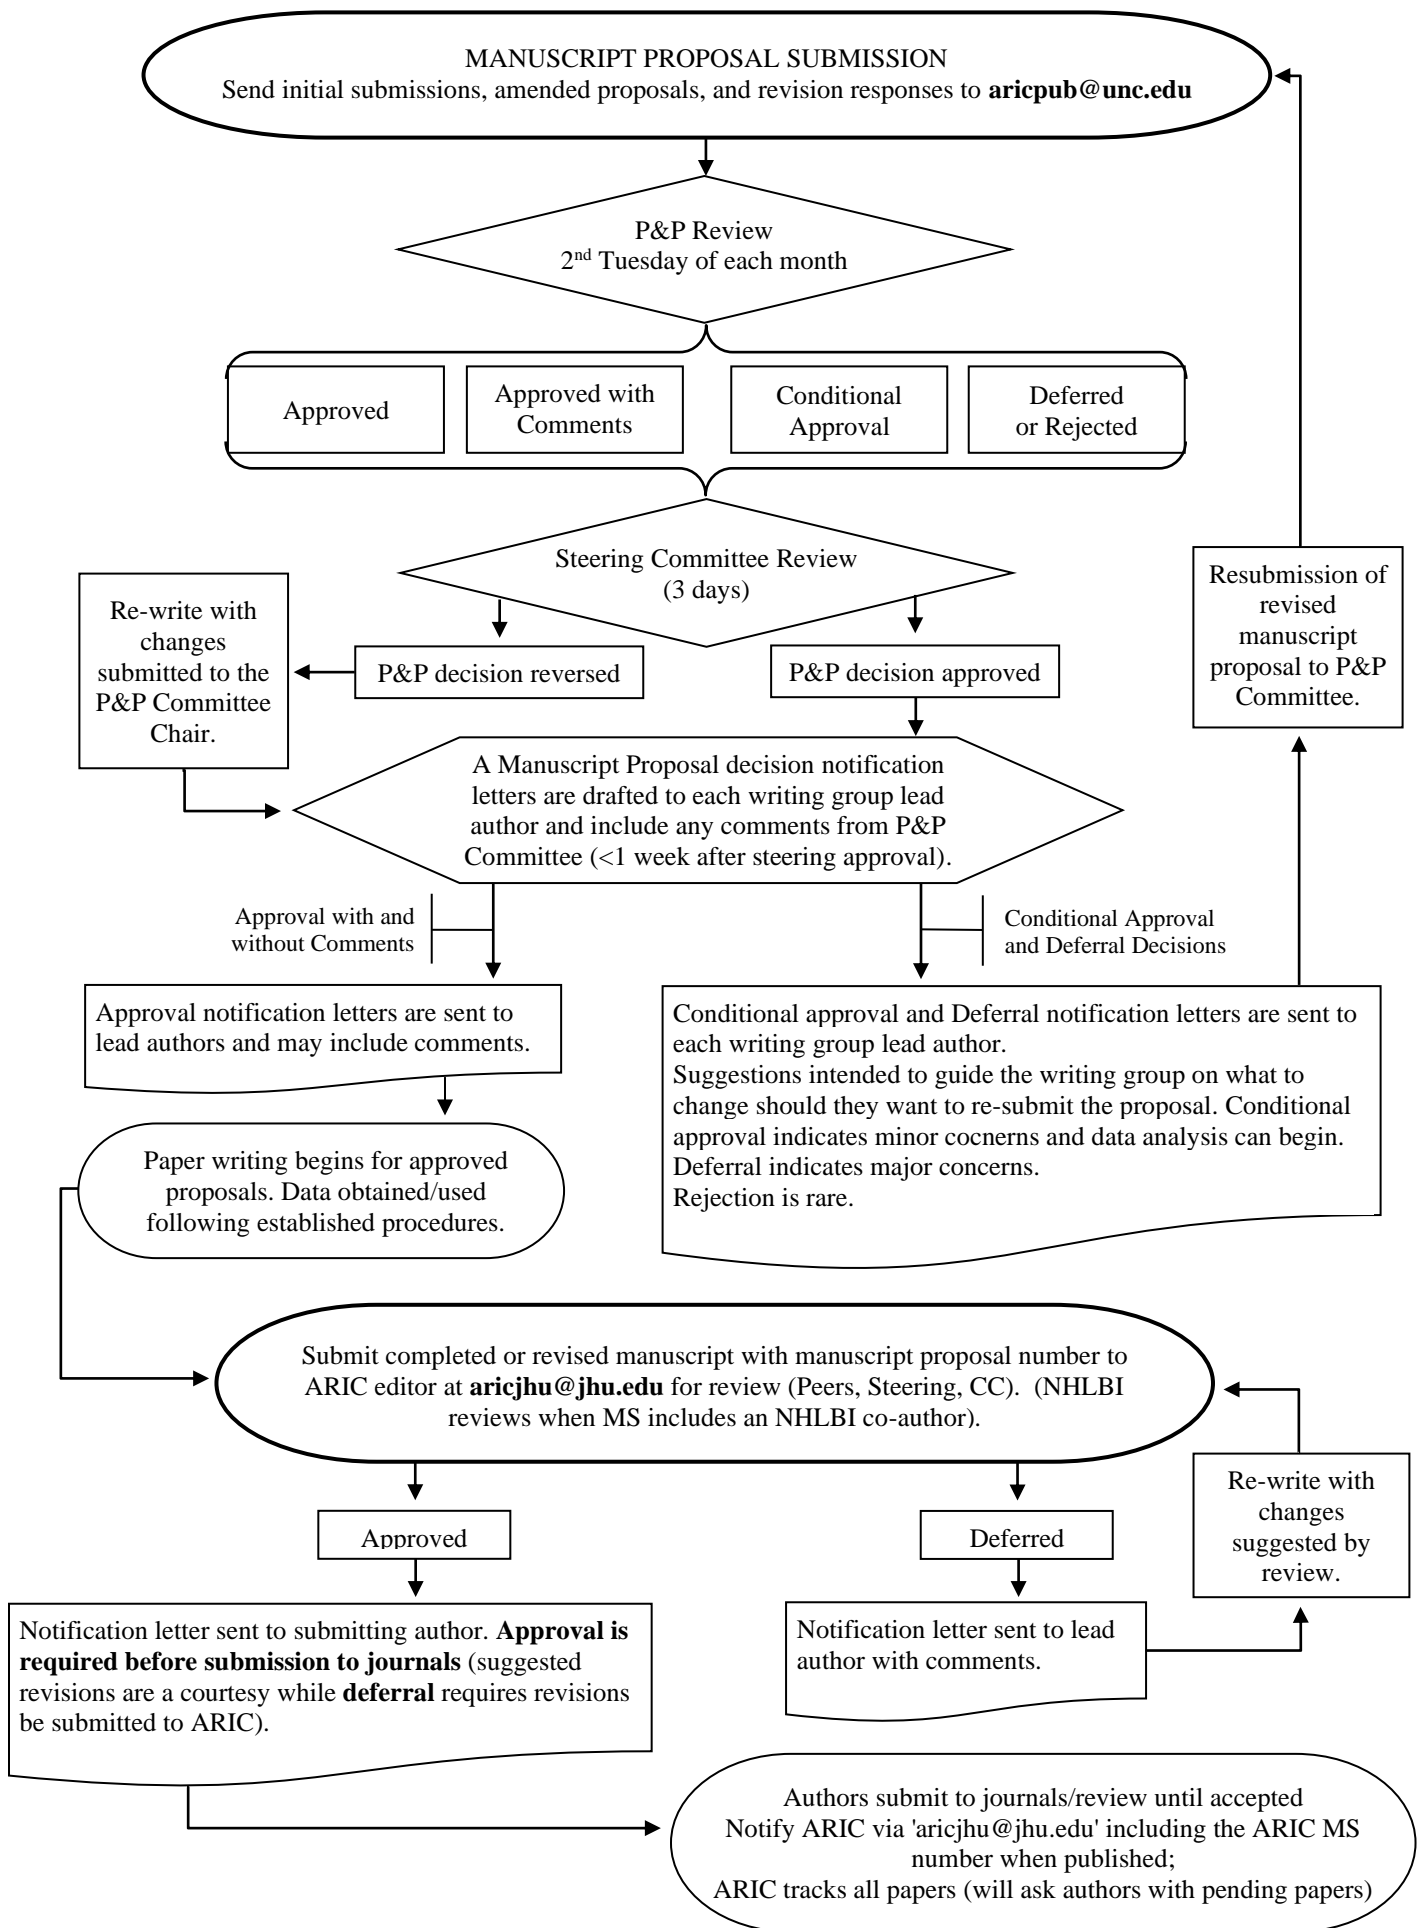 MANUSCRIPT PROPOSAL SUBMISSION
Send initial submissions, amended proposals, and revision responses to aricpub@unc.edu
P&P Review
2nd Tuesday of each month
Approved
Approved with
Comments
Conditional
Approval
Deferred
or Rejected
Steering Committee Review
(3 days)
Re-write with
changes
submitted to the
P&P Committee
Chair.
P&P decision reversed
P&P decision approved
Resubmission of
revised
manuscript
proposal to P&P
Committee.
A Manuscript Proposal decision notification
letters are drafted to each writing group lead
author and include any comments from P&P
Committee (<1 week after steering approval).
Approval with and
without Comments
Conditional Approval
and Deferral Decisions
Approval notification letters are sent to
lead authors and may include comments.
Conditional approval and Deferral notification letters are sent to
each writing group lead author.
Suggestions intended to guide the writing group on what to
change should they want to re-submit the proposal. Conditional
approval indicates minor cocnerns and data analysis can begin.
Deferral indicates major concerns.
Rejection is rare.
Paper writing begins for approved
proposals. Data obtained/used
following established procedures.
Submit completed or revised manuscript with manuscript proposal number to
ARIC editor at aricjhu@jhu.edu for review (Peers, Steering, CC).  (NHLBI
reviews when MS includes an NHLBI co-author).
Approved
Deferred
Re-write with
changes
suggested by
review.
Notification letter sent to submitting author. Approval is
required before submission to journals (suggested
revisions are a courtesy while deferral requires revisions
be submitted to ARIC).
Notification letter sent to lead
author with comments.
Authors submit to journals/review until accepted
Notify ARIC via 'aricjhu@jhu.edu' including the ARIC MS
number when published;
ARIC tracks all papers (will ask authors with pending papers)